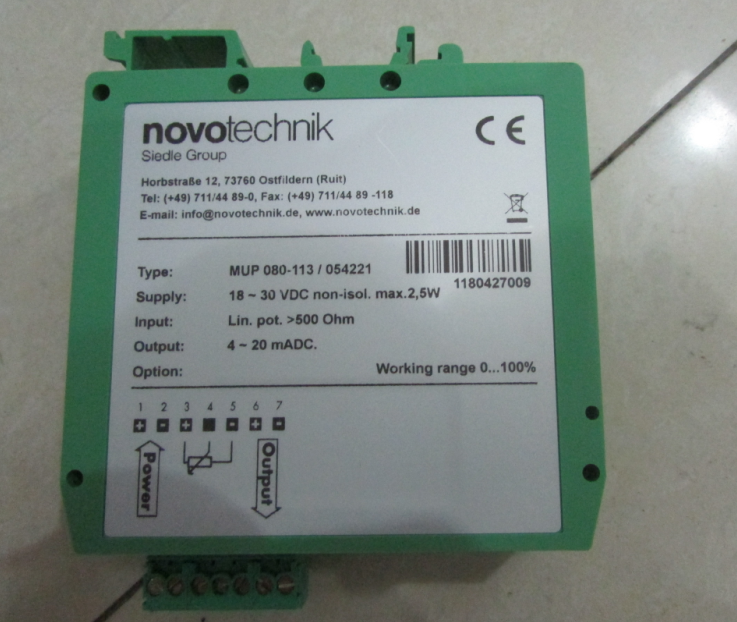 novotechnik
Siedle Group
CE
Horbstraße 12, 73760 Ostfildern (Ruit)
Tel: (+49) 711/44 89-0, Fax: (+49) 711/44 89 -118
E-mail: info@novotechnik.de, www.novotechnik.de
Type: MUP 080-113 / 054221
1180427009
Supply: 18 ~ 30 VDC non-isol. max.2,5W
Input: Lin. pot. >500 Ohm
Output: 4 ~ 20 mADC.
Option: Working range 0...100%
1 2 3 4 5 6 7
+ - + - + -
Power
Output